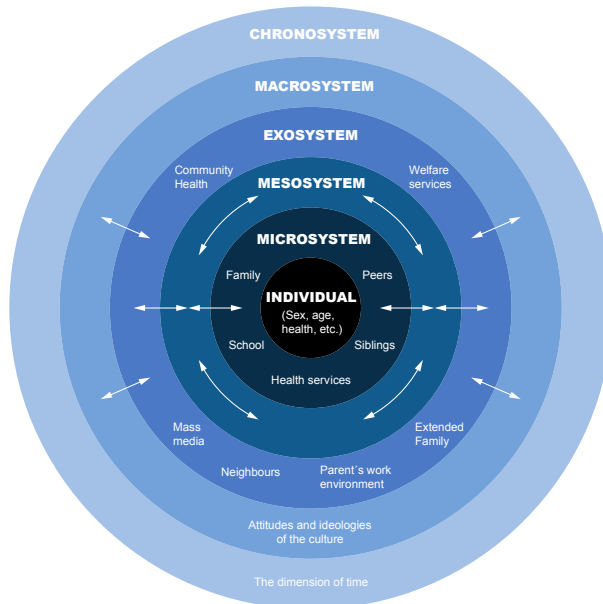 CHRONOSYSTEM
MACROSYSTEM
EXOSYSTEM
Community
Health
Welfare
services
MESOSYSTEM
MICROSYSTEM
Family
Peers
INDIVIDUAL
(Sex, age,
health, etc.)
School
Siblings
Health services
Mass
media
Extended
Family
Neighbours
Parent´s work
environment
Attitudes and ideologies
of the culture
The dimension of time